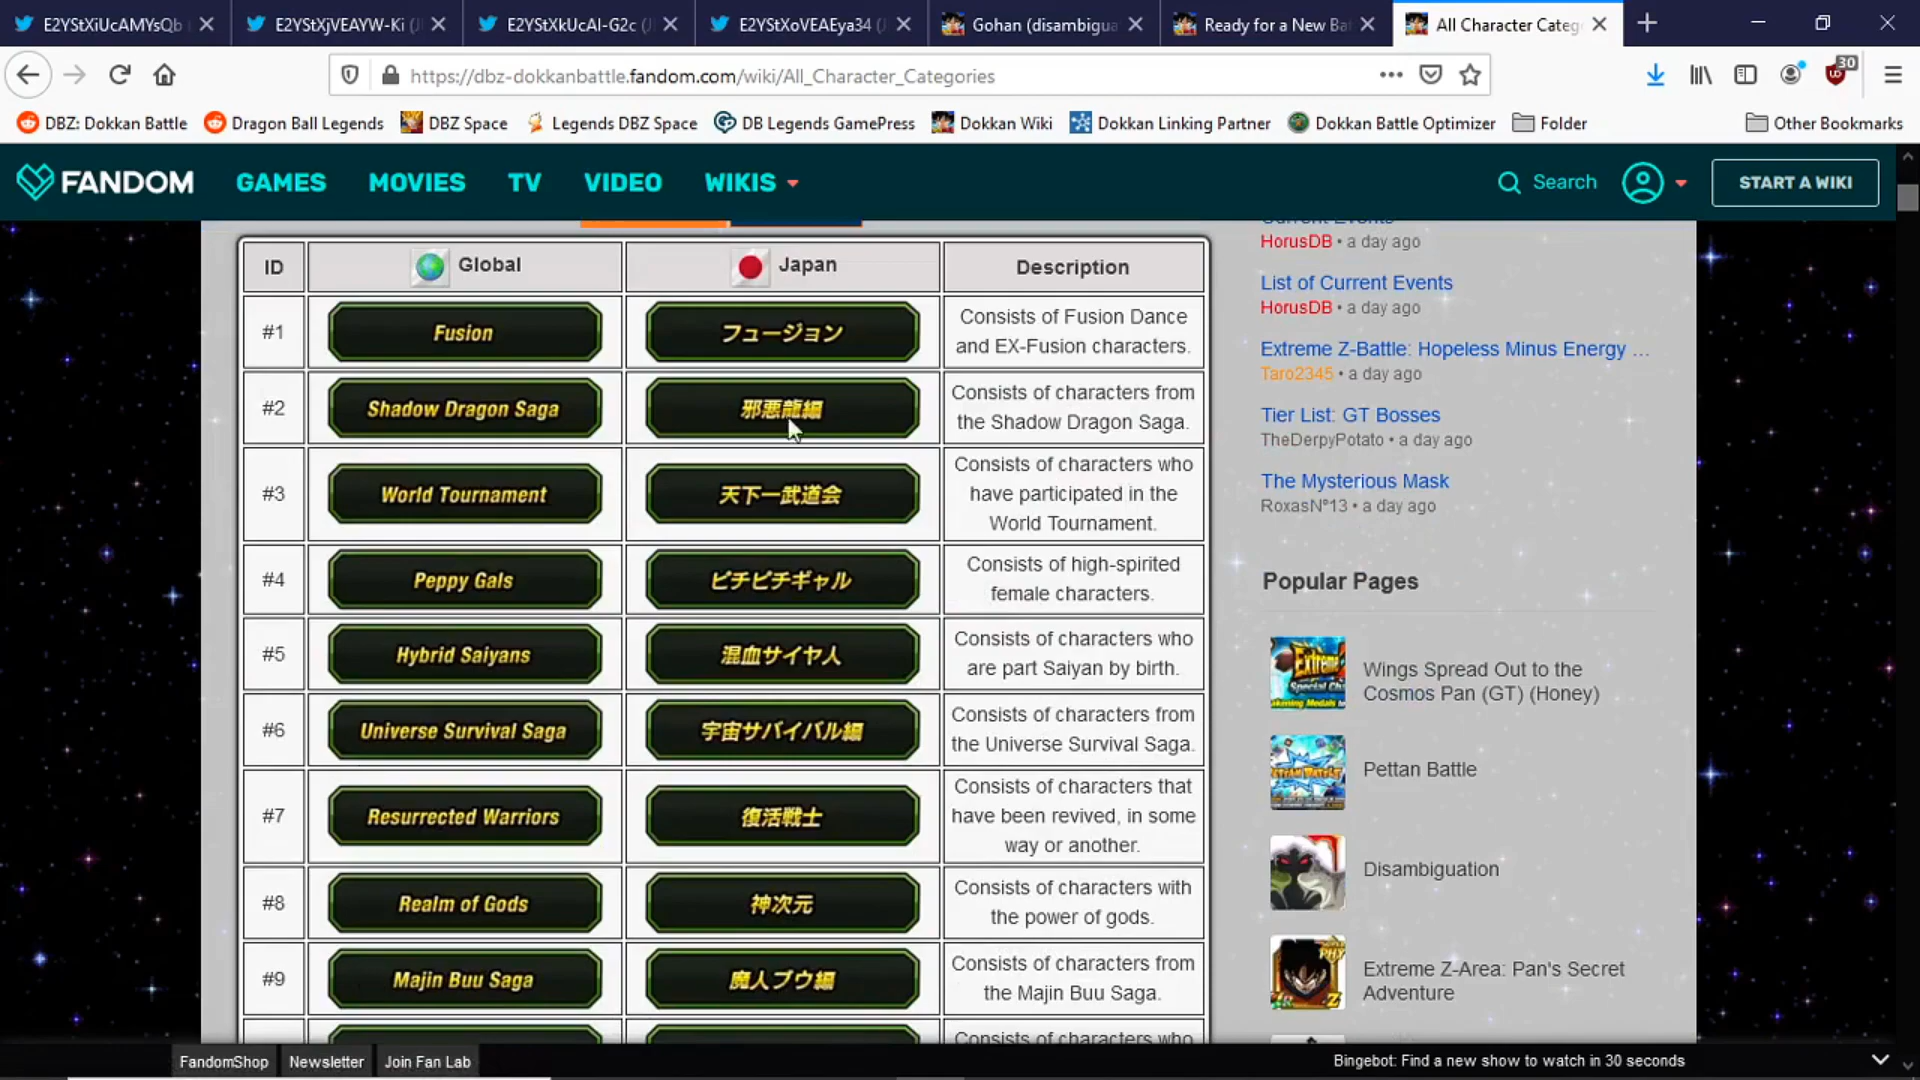 E2YStXiUcAMYsQb (
E2YStXjVEAYW-Ki (J
E2YStXkUcAI-G2c (J
E2YStXoVEAEya34 (J
Gohan (disambigua
Ready for a New Bat
All Character Categ
https://dbz-dokkanbattle.fandom.com/wiki/All_Character_Categories
30
DBZ: Dokkan Battle
Dragon Ball Legends
DBZ Space
Legends DBZ Space
DB Legends GamePress
Dokkan Wiki
Dokkan Linking Partner
Dokkan Battle Optimizer
Folder
Other Bookmarks
FANDOM
GAMES
MOVIES
TV
VIDEO
WIKIS
Search
START A WIKI
ID
Global
Japan
Description
#1
Fusion
フュージョン
Consists of Fusion Dance
and EX-Fusion characters.
#2
Shadow Dragon Saga
邪悪龍編
Consists of characters from
the Shadow Dragon Saga.
#3
World Tournament
天下一武道会
Consists of characters who
have participated in the
World Tournament.
#4
Peppy Gals
ピチピチギャル
Consists of high-spirited
female characters.
#5
Hybrid Saiyans
混血サイヤ人
Consists of characters who
are part Saiyan by birth.
#6
Universe Survival Saga
宇宙サバイバル編
Consists of characters from
the Universe Survival Saga.
#7
Resurrected Warriors
復活戦士
Consists of characters that
have been revived, in some
way or another.
#8
Realm of Gods
神次元
Consists of characters with
the power of gods.
#9
Majin Buu Saga
魔人ブウ編
Consists of characters from
the Majin Buu Saga.
Consists of characters who
Current Events
HorusDB • a day ago
List of Current Events
HorusDB • a day ago
Extreme Z-Battle: Hopeless Minus Energy ...
Taro2345 • a day ago
Tier List: GT Bosses
TheDerpyPotato • a day ago
The Mysterious Mask
RoxasN°13 • a day ago
Popular Pages
Wings Spread Out to the
Cosmos Pan (GT) (Honey)
Pettan Battle
Disambiguation
Extreme Z-Area: Pan's Secret
Adventure
FandomShop
Newsletter
Join Fan Lab
Bingebot: Find a new show to watch in 30 seconds